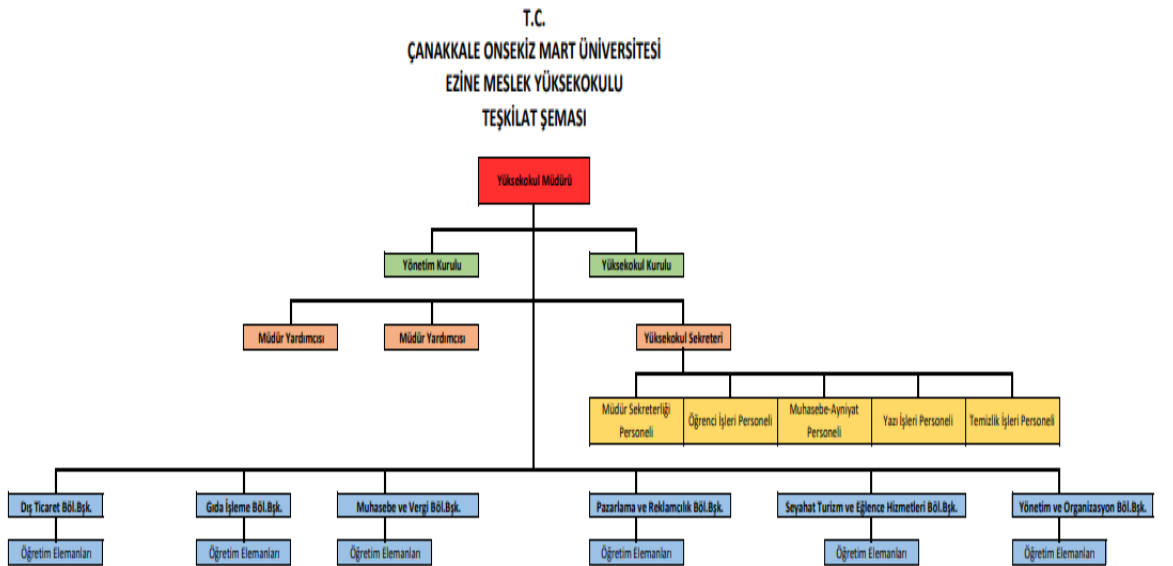 T.C.
ÇANAKKALE ONSEKİZ MART ÜNİVERSİTESİ
EZİNE MESLEK YÜKSEKOKULU
TEŞKİLAT ŞEMASI
Yüksekokul Müdürü
Yönetim Kurulu
Yüksekokul Kurulu
Müdür Yardımcısı
Müdür Yardımcısı
Yüksekokul Sekreteri
Müdür Sekreterliği
Personeli
Öğrenci İşleri Personeli
Muhasebe-Ayniyat
Personeli
Yazı İşleri Personeli
Temizlik İşleri Personeli
Dış Ticaret Böl.Bşk.
Gıda İşleme Böl.Bşk.
Muhasebe ve Vergi Böl.Bşk.
Pazarlama ve Reklamcılık Böl.Bşk.
Seyahat Turizm ve Eğlence Hizmetleri Böl.Bşk.
Yönetim ve Organizasyon Böl.Bşk.
Öğretim Elemanları
Öğretim Elemanları
Öğretim Elemanları
Öğretim Elemanları
Öğretim Elemanları
Öğretim Elemanları